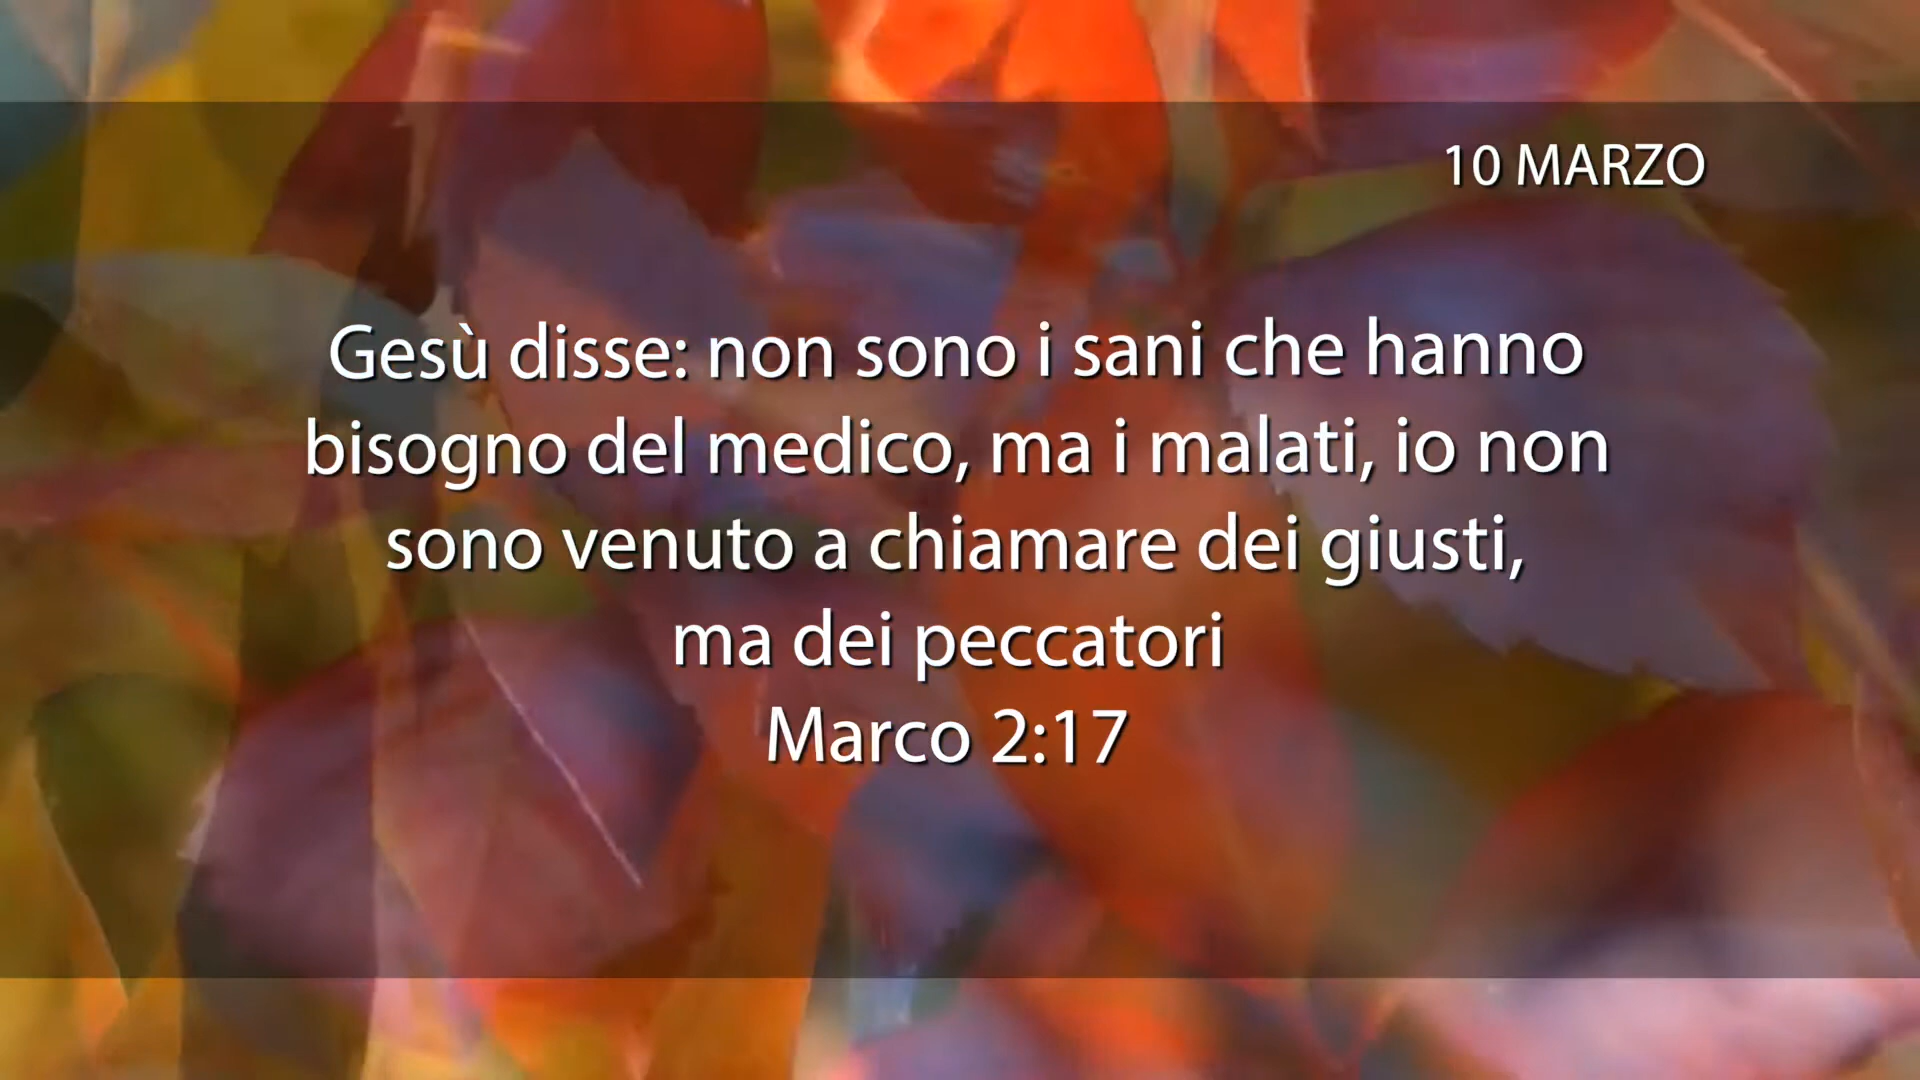 10 MARZO
Gesù disse: non sono i sani che hanno
bisogno del medico, ma i malati, io non
sono venuto a chiamare dei giusti,
ma dei peccatori
Marco 2:17